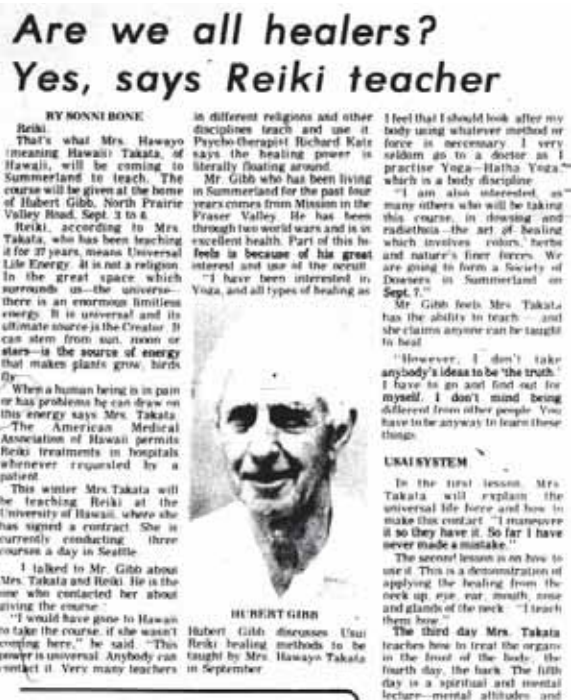 Are we all healers?
Yes, says Reiki teacher
BY SONNI BONE
Reiki.
That's what Mrs. Hawayo
(meaning Hawaii) Takata, of
Hawaii, will be coming to
Summerland to teach. The
course will be given at the home
of Hubert Gibb, North Prairie
Valley Road, Sept. 3 to 8.
Reiki, according to Mrs.
Takata, who has been teaching
it for 37 years, means Universal
Life Energy. It is not a religion.
In the great space which
surrounds us—the universe—
there is an enormous limitless
energy. It is universal and its
ultimate source is the Creator. It
can stem from sun, moon or
stars—is the source of energy
that makes plants grow, birds
fly.
When a human being is in pain
or has problems he can draw on
this energy says Mrs. Takata.
The American Medical
Association of Hawaii permits
Reiki treatments in hospitals
whenever requested by a
patient.
This winter Mrs. Takata will
be teaching Reiki at the
University of Hawaii, where she
has signed a contract. She is
currently conducting three
courses a day in Seattle.
I talked to Mr. Gibb about
Mrs. Takata and Reiki. He is the
one who contacted her about
giving the course.
"I would have gone to Hawaii
to take the course, if she wasn't
coming here," he said. "This
power is universal. Anybody can
contact it. Very many teachers
in different religions and other
disciplines teach and use it.
Psycho-therapist Richard Katz
says the healing power is
literally floating around.
Mr. Gibb who has been living
in Summerland for the past four
years comes from Mission in the
Fraser Valley. He has been
through two world wars and is in
excellent health. Part of this he
feels is because of his great
interest and use of the occult.
"I have been interested in
Yoga, and all types of healing as
HUBERT GIBB
Hubert Gibb discusses Usui
Reiki healing methods to be
taught by Mrs. Hawayo Takata
in September.
I feel that I should look after my
body using whatever method or
force is neccessary. I very
seldom go to a doctor as I
practise Yoga—Hatha Yoga,
which is a body discipline.
"I am also interested, as
many others who will be taking
this course, in dowsing and
radiethesia—the art of healing
which involves colors, herbs
and nature's finer forces. We
are going to form a Society of
Dowsers in Summerland on
Sept. 7."
Mr. Gibb feels Mrs. Takata
has the ability to teach and
she claims anyone can be taught
to heal.
"However, I don't take
anybody's ideas to be 'the truth.'
I have to go and find out for
myself. I don't mind being
different from other people. You
have to be anyway to learn these
things.
USAI SYSTEM
In the first lesson, Mrs.
Takata will explain the
universal life force and how to
make this contact. "I maneuver
it so they have it. So far I have
never made a mistake."
The second lesson is on how to
use it. This is a demonstration of
applying the healing from the
neck up, eye, ear, mouth, nose
and glands of the neck. "I teach
them how."
The third day Mrs. Takata
teaches how to treat the organs
in the front of the body, the
fourth day, the back. The fifth
day is a spiritual and mental
lecture—mental attitudes and